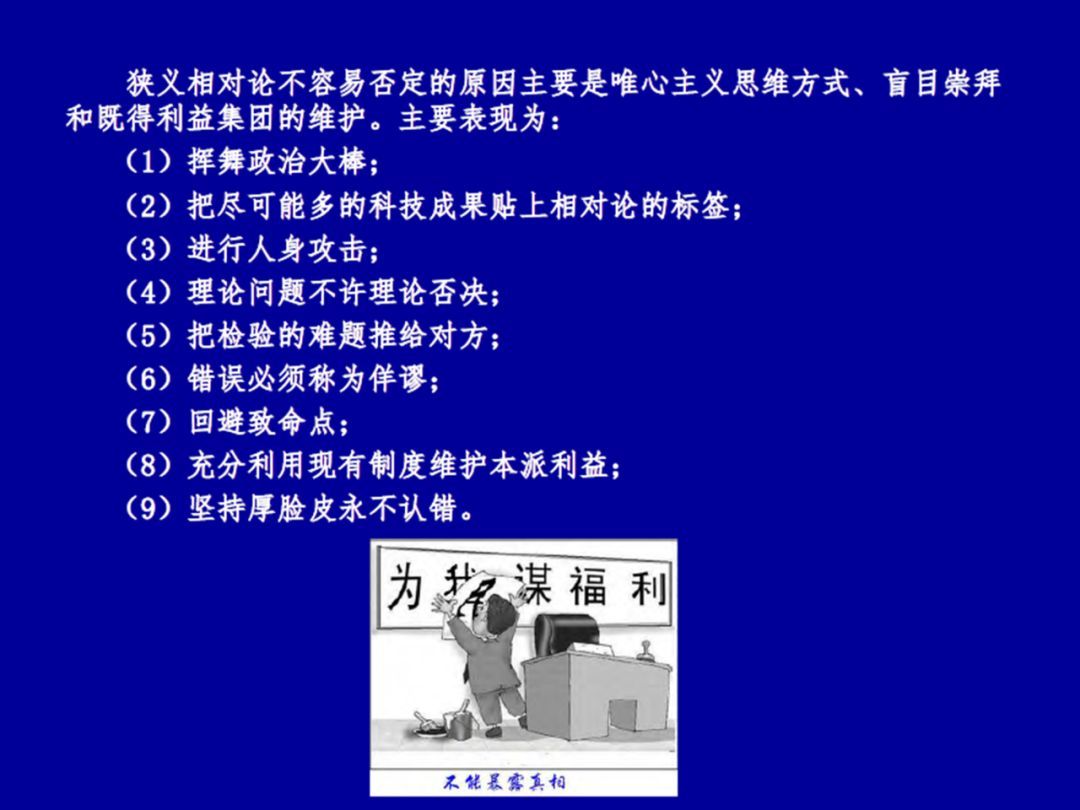 狭义相对论不容易否定的原因主要是唯心主义思维方式、盲目崇拜
和既得利益集团的维护。主要表现为：
（1）挥舞政治大棒；
（2）把尽可能多的科技成果贴上相对论的标签；
（3）进行人身攻击；
（4）理论问题不许理论否决；
（5）把检验的难题推给对方；
（6）错误必须称为佯谬；
（7）回避致命点；
（8）充分利用现有制度维护本派利益；
（9）坚持厚脸皮永不认错。
为我谋福利
不能暴露真相